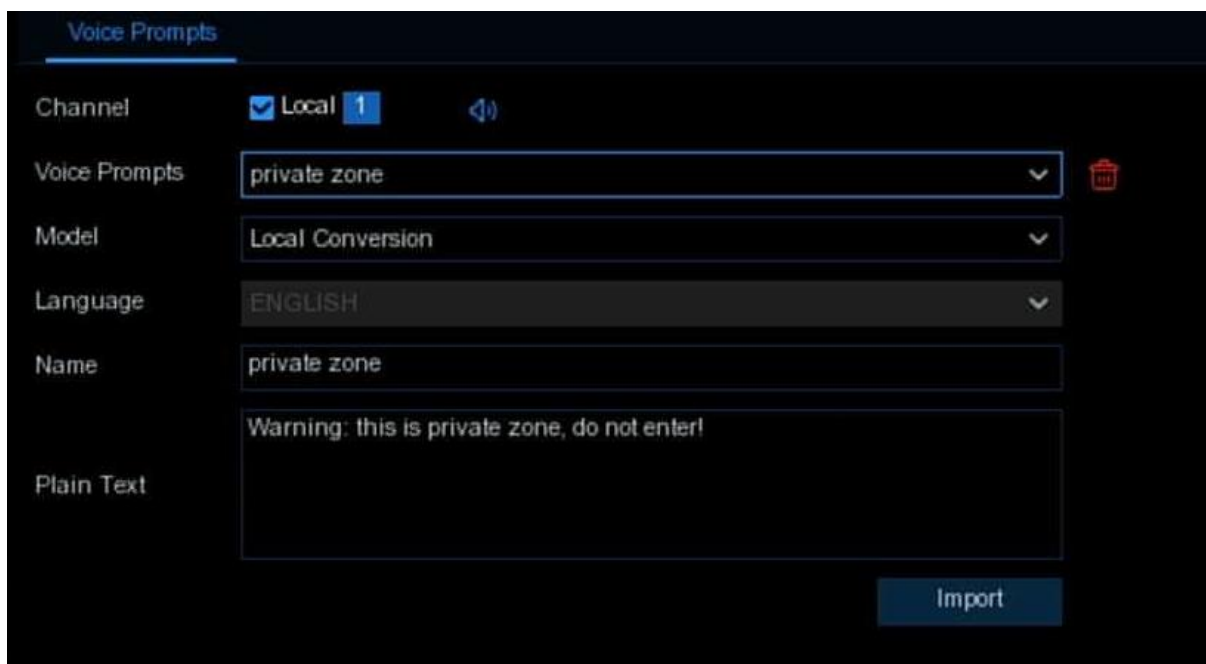 Voice Prompts
Channel Local 1
Voice Prompts private zone
Model Local Conversion
Language ENGLISH
Name private zone
Plain Text Warning: this is private zone, do not enter!
Import